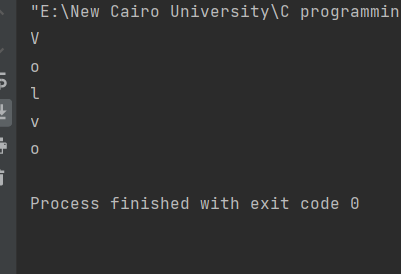 "E:\New Cairo University\C programmin
V
o
l
v
o
Process finished with exit code 0